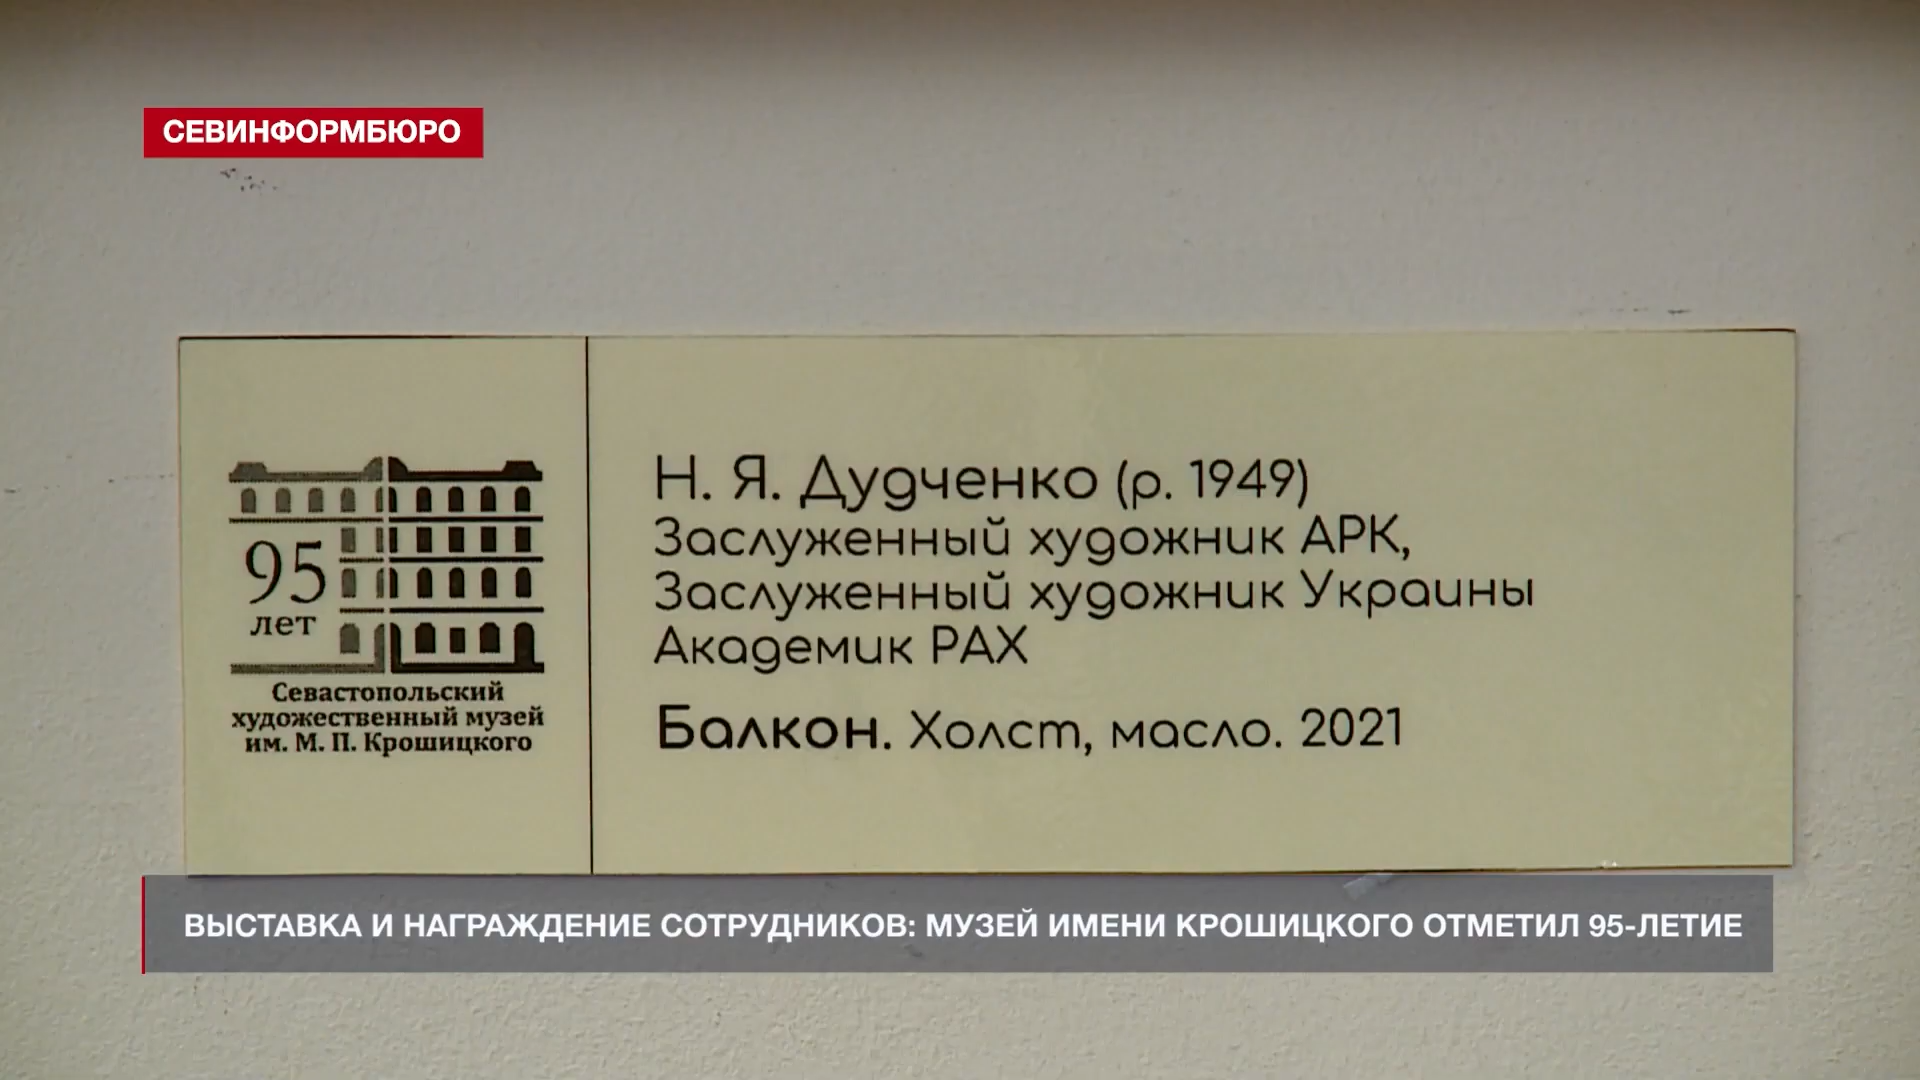 СЕВИНФОРМБЮРО
95
лет
Севастопольский
художественный музей
им. М. П. Крошицкого
Н. Я. Дудченко (р. 1949)
Заслуженный художник АРК,
Заслуженный художник Украины
Академик РАХ
Балкон. Холст, масло. 2021
ВЫСТАВКА И НАГРАЖДЕНИЕ СОТРУДНИКОВ: МУЗЕЙ ИМЕНИ КРОШИЦКОГО ОТМЕТИЛ 95-ЛЕТИЕ